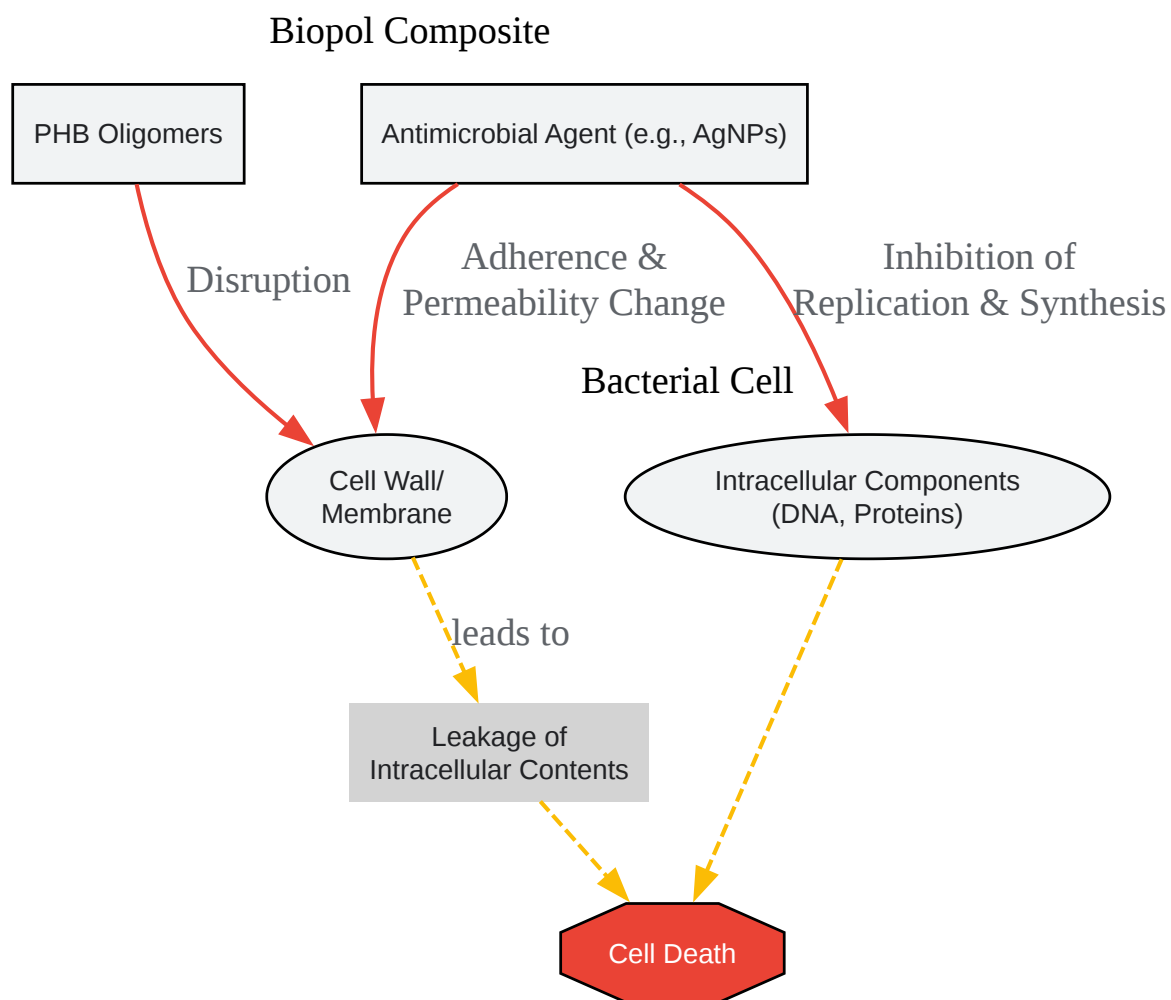 Biopol Composite
PHB Oligomers
Antimicrobial Agent (e.g., AgNPs)
Disruption
Adherence &
Permeability Change
Inhibition of
Replication & Synthesis
Bacterial Cell
Cell Wall/
Membrane
Intracellular Components
(DNA, Proteins)
leads to
Leakage of
Intracellular Contents
Cell Death